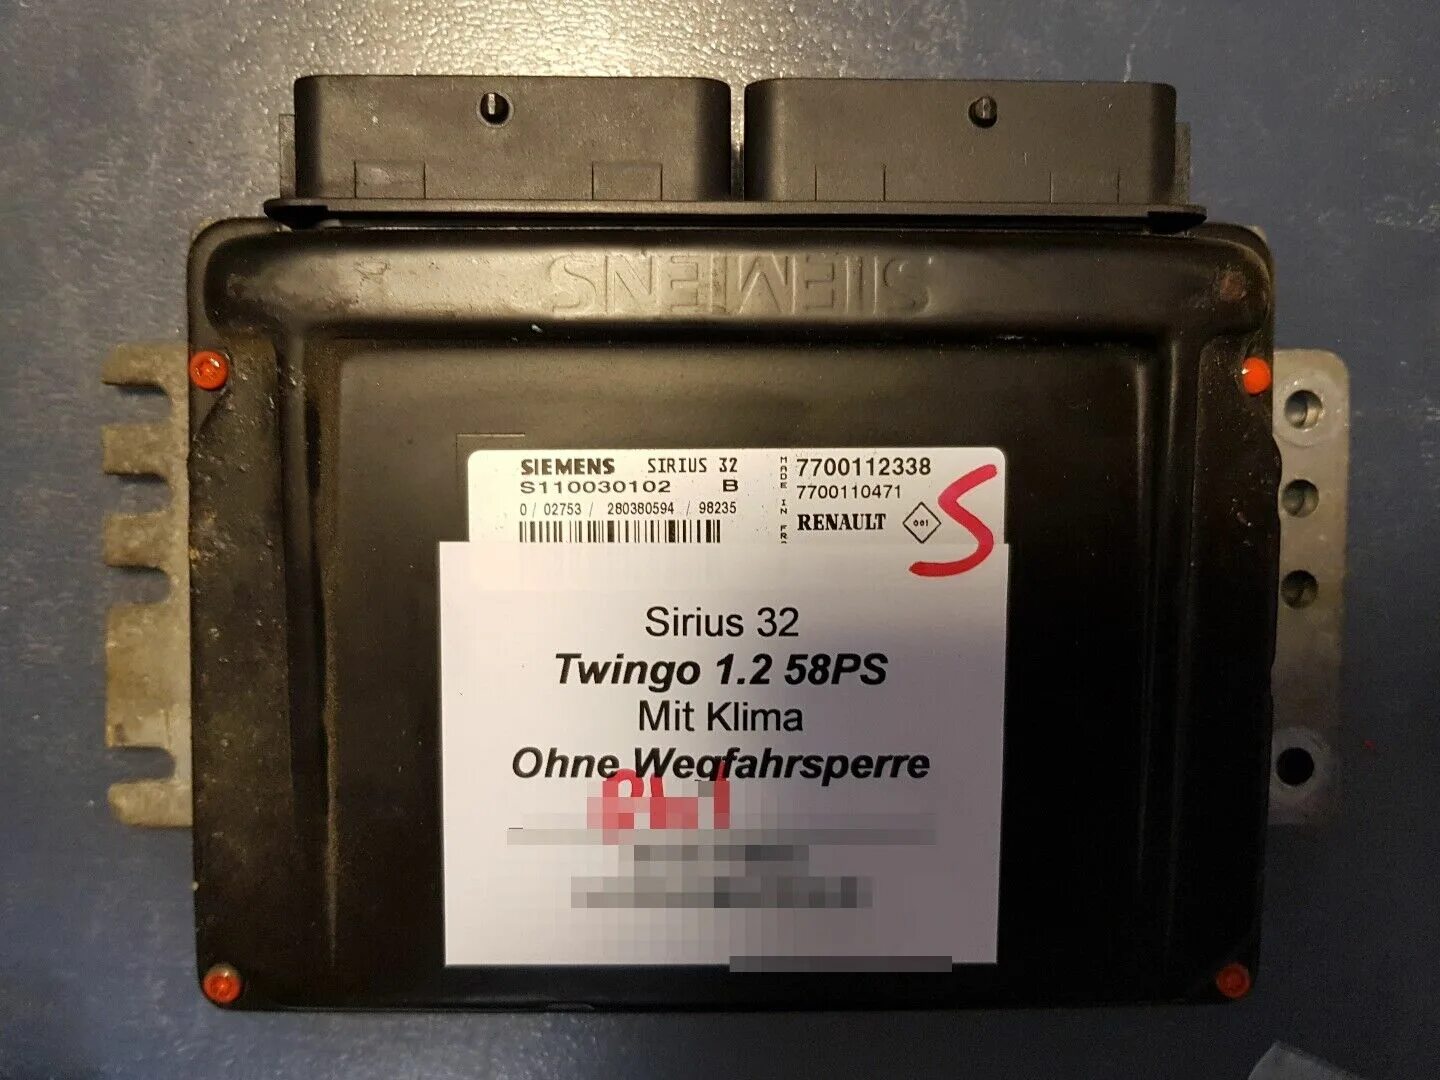 SIEMENS
SIEMENS SIRIUS 32
S110030102 B
0 / 02753 / 280380594 / 98235
MADE IN FR.
7700112338
7700110471
RENAULT 001
S
Sirius 32
Twingo 1.2 58PS
Mit Klima
Ohne Wegfahrsperre